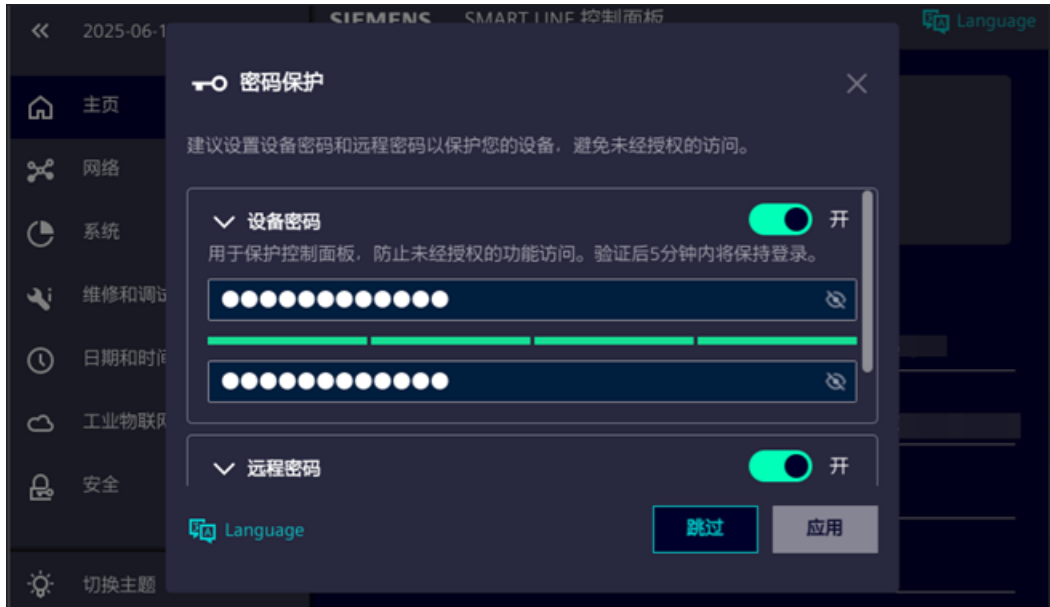 2025-06-1
SIEMENS SMART LINE 控制面板
Language
密码保护
建议设置设备密码和远程密码以保护您的设备，避免未经授权的访问。
主页
网络
系统
维修和调试
日期和时间
工业物联网
安全
切换主题
设备密码
开
用于保护控制面板，防止未经授权的功能访问。验证后5分钟内将保持登录。
●●●●●●●●●●●●
●●●●●●●●●●●●
远程密码
开
Language
跳过
应用